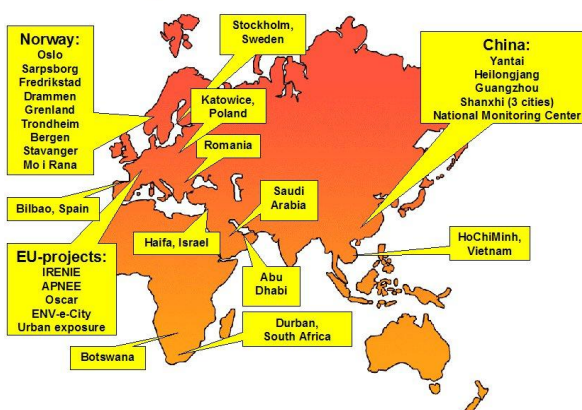 Norway:
Oslo
Sarpsborg
Fredrikstad
Drammen
Grenland
Trondheim
Bergen
Stavanger
Mo i Rana
Stockholm,
Sweden
Katowice,
Poland
Romania
China:
Yantai
Heilongjang
Guangzhou
Shanxhi (3 cities)
National Monitoring Center
Bilbao, Spain
Haifa, Israel
Saudi
Arabia
Abu
Dhabi
HoChiMinh,
Vietnam
EU-projects:
IRENIE
APNEE
Oscar
ENV-e-City
Urban exposure
Botswana
Durban,
South Africa